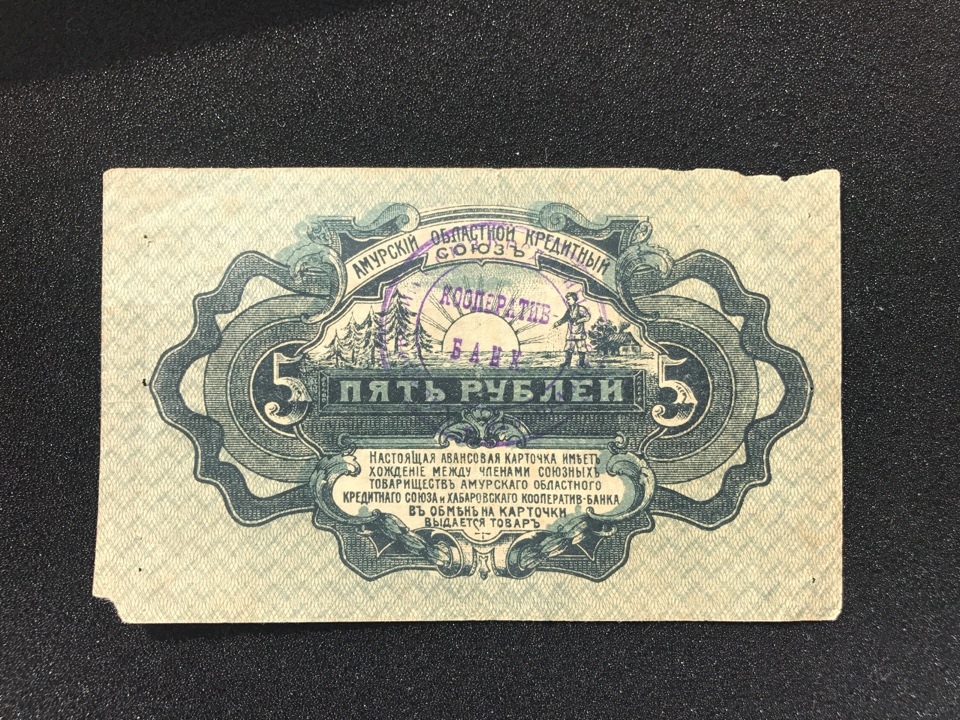 АМУРСКІЙ ОБЛАСТНОЙ КРЕДИТНЫЙ
СОЮЗЪ
КООПЕРАТИВ
БАНК
5 ПЯТЬ РУБЛЕЙ 5
НАСТОЯЩАЯ АВАНСОВАЯ КАРТОЧКА ИМѢЕТЪ
ХОЖДЕНІЕ МЕЖДУ ЧЛЕНАМИ СОЮЗНЫХЪ
ТОВАРИЩЕСТВЪ АМУРСКАГО ОБЛАСТНОГО
КРЕДИТНАГО СОЮЗА И ХАБАРОВСКАГО КООПЕРАТИВ-БАНКА
ВЪ ОБМѢНЪ НА КАРТОЧКИ
ВЫДАЕТСЯ ТОВАРЪ